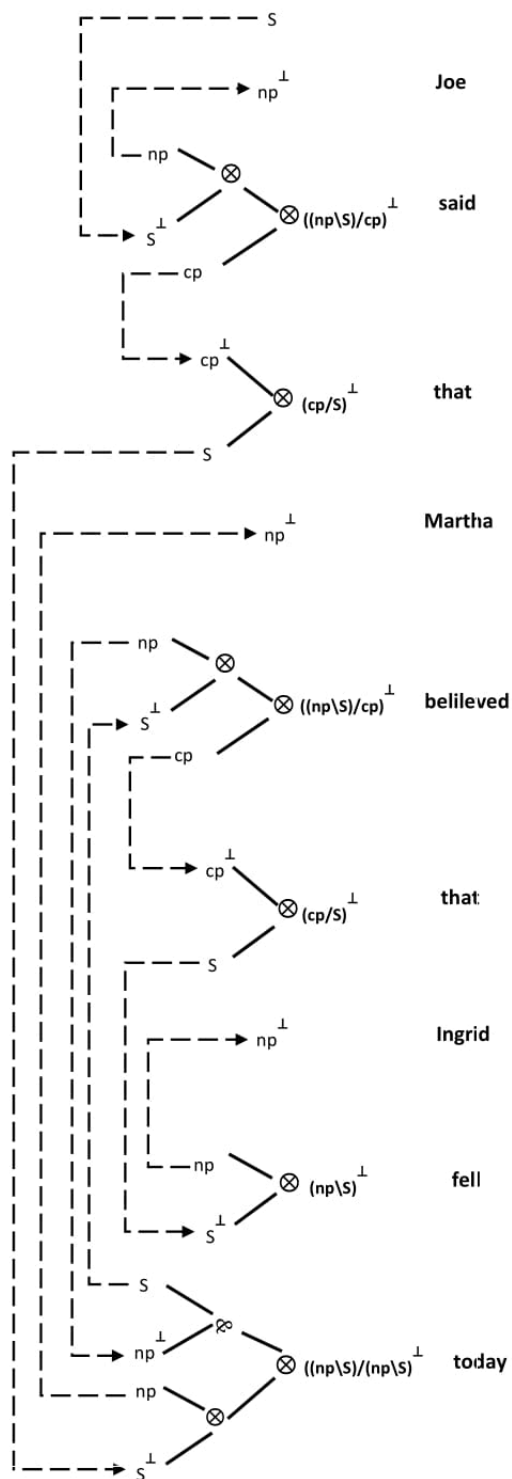 S
np⊥ Joe
np
⊗
⊗ ((np\S)/cp)⊥ said
S⊥
cp
cp⊥
⊗ (cp/S)⊥ that
S
np⊥ Martha
np
⊗
⊗ ((np\S)/cp)⊥ belileved
S⊥
cp
cp⊥
⊗ (cp/S)⊥ that
S
np⊥ Ingrid
np
⊗ (np\S)⊥ fell
S⊥
S
⅋
np⊥
⊗ ((np\S)/(np\S)⊥ today
np
⊗
S⊥